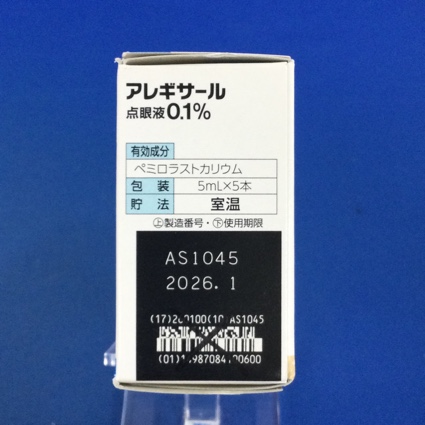 アレギサール
点眼液0.1%
有効成分
ペミロラストカリウム
包装 5mL×5本
貯法 室温
㊤製造番号・㊦使用期限
AS1045
2026.1
AS1045